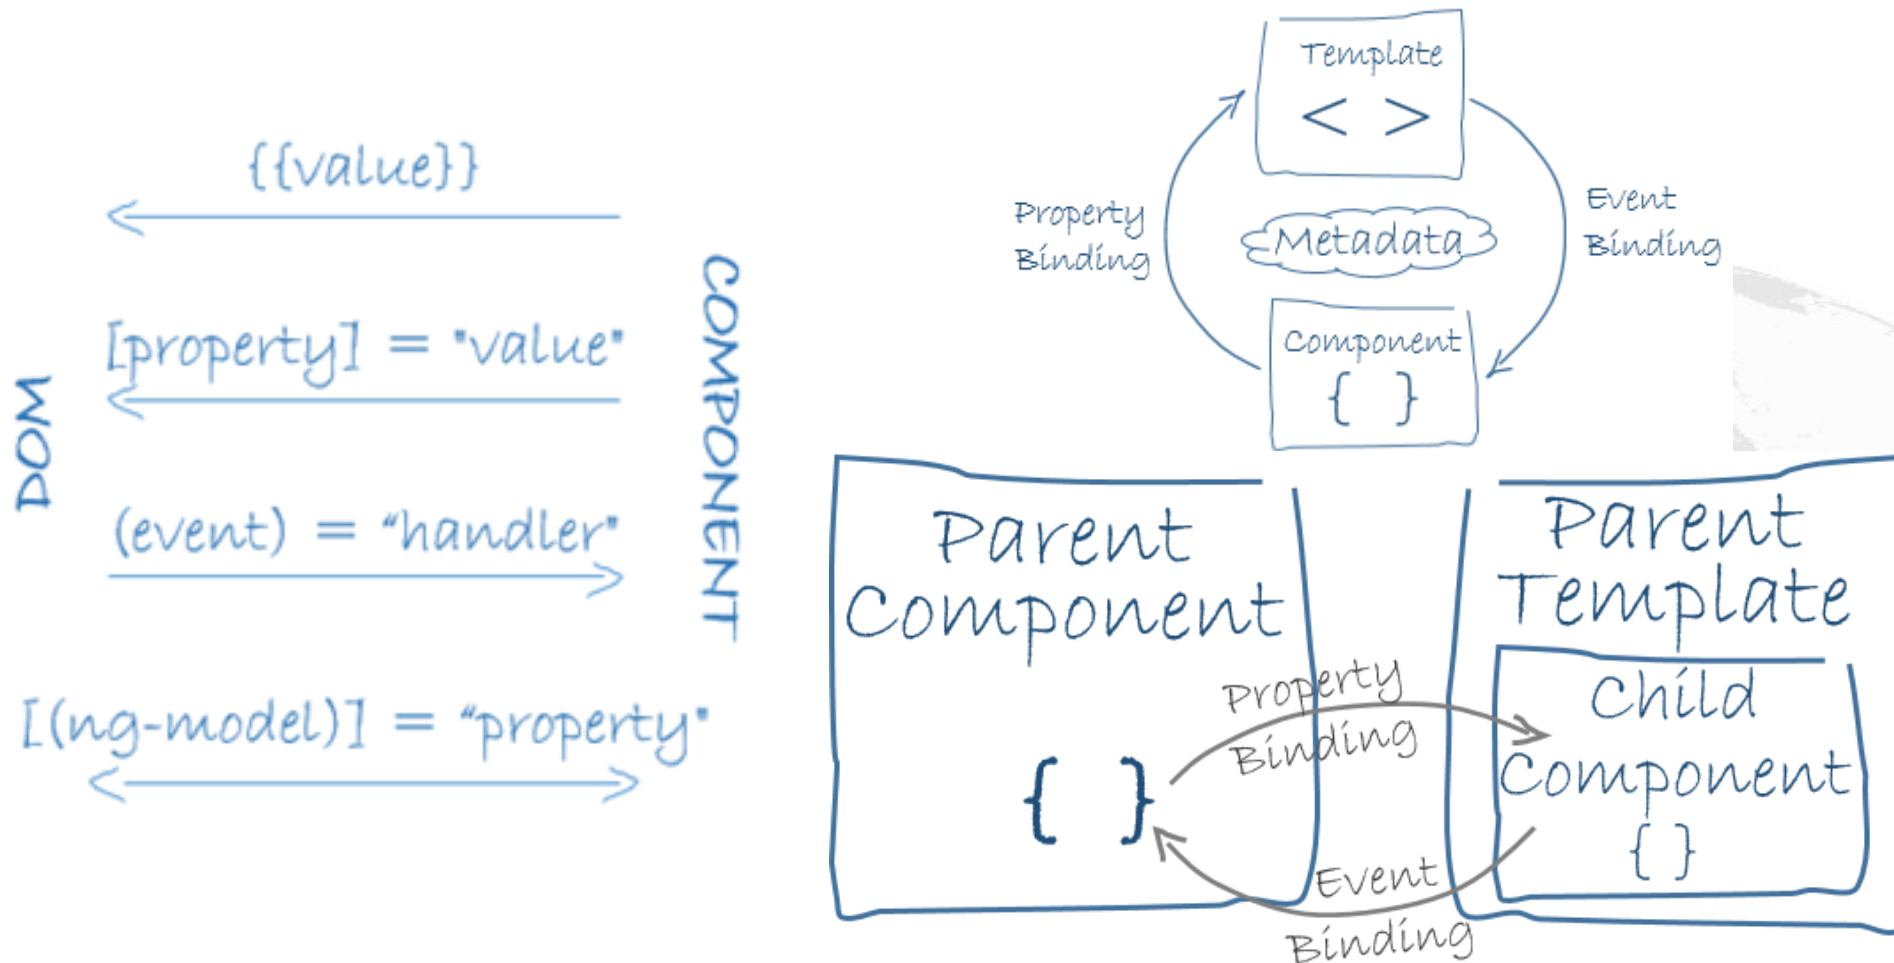 {{value}}
[property] = "value"
(event) = "handler"
[(ng-model)] = "property"
DOM
COMPONENT
Template
< >
Property
Binding
Metadata
Event
Binding
Component
{ }
Parent
Component
{ }
Property
Binding
Event
Binding
Parent
Template
Child
Component
{ }